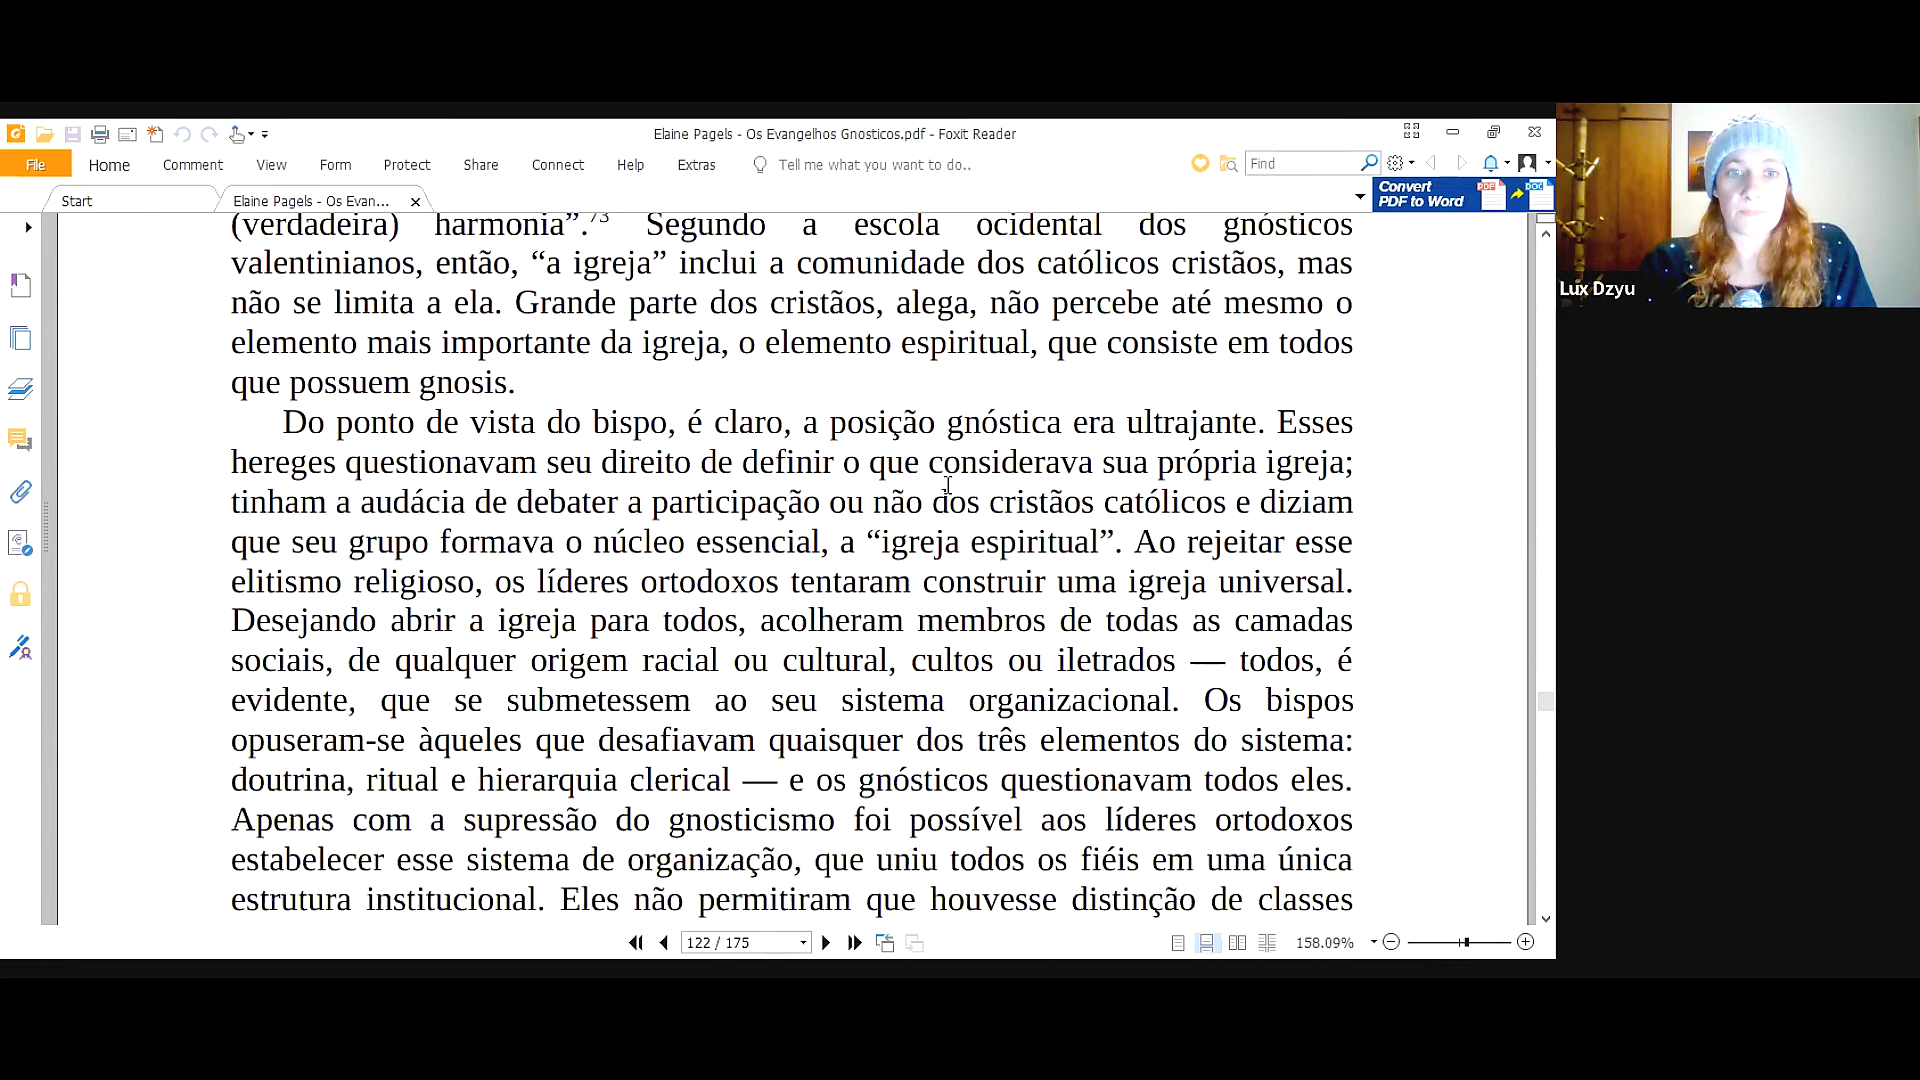 Elaine Pagels - Os Evangelhos Gnosticos.pdf - Foxit Reader
File Home Comment View Form Protect Share Connect Help Extras Tell me what you want to do.. Find
Start Elaine Pagels - Os Evan...
Convert
PDF to Word
PDF DOC
(verdadeira) harmonia”.73 Segundo a escola ocidental dos gnósticos
valentinianos, então, “a igreja” inclui a comunidade dos católicos cristãos, mas
não se limita a ela. Grande parte dos cristãos, alega, não percebe até mesmo o
elemento mais importante da igreja, o elemento espiritual, que consiste em todos
que possuem gnosis.
Do ponto de vista do bispo, é claro, a posição gnóstica era ultrajante. Esses
hereges questionavam seu direito de definir o que considerava sua própria igreja;
tinham a audácia de debater a participação ou não dos cristãos católicos e diziam
que seu grupo formava o núcleo essencial, a “igreja espiritual”. Ao rejeitar esse
elitismo religioso, os líderes ortodoxos tentaram construir uma igreja universal.
Desejando abrir a igreja para todos, acolheram membros de todas as camadas
sociais, de qualquer origem racial ou cultural, cultos ou iletrados — todos, é
evidente, que se submetessem ao seu sistema organizacional. Os bispos
opuseram-se àqueles que desafiavam quaisquer dos três elementos do sistema:
doutrina, ritual e hierarquia clerical — e os gnósticos questionavam todos eles.
Apenas com a supressão do gnosticismo foi possível aos líderes ortodoxos
estabelecer esse sistema de organização, que uniu todos os fiéis em uma única
estrutura institucional. Eles não permitiram que houvesse distinção de classes
122 / 175
158.09%
Lux Dzyu